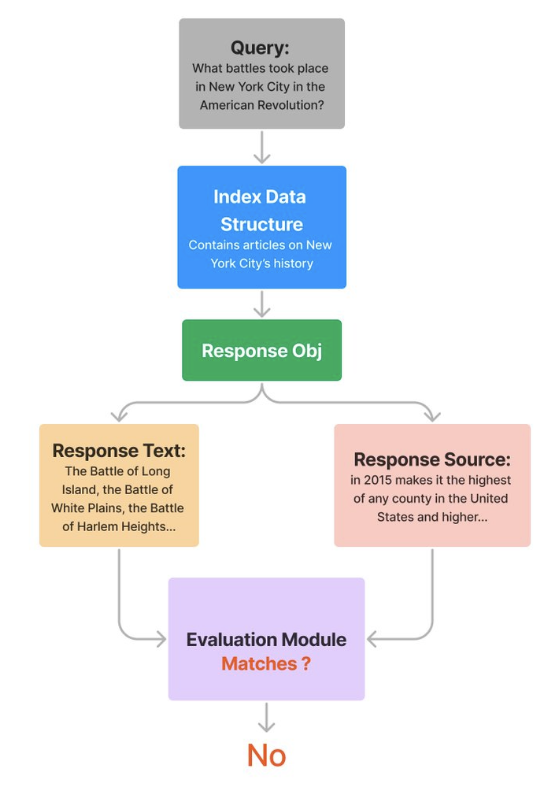 Query:
What battles took place
in New York City in the
American Revolution?
Index Data
Structure
Contains articles on New
York City's history
Response Obj
Response Text:
The Battle of Long
Island, the Battle of
White Plains, the Battle
of Harlem Heights...
Response Source:
in 2015 makes it the highest
of any county in the United
States and higher...
Evaluation Module
Matches ?
No